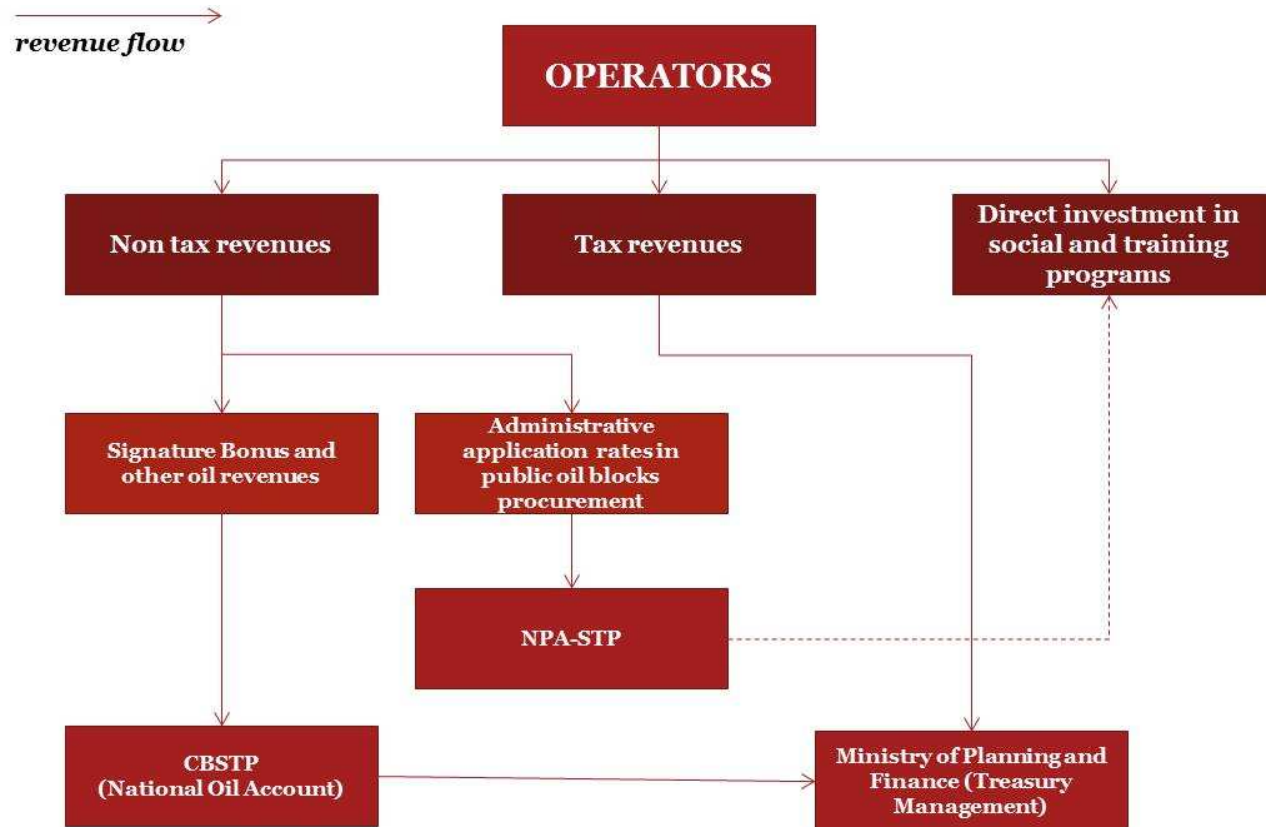 revenue flow
OPERATORS
Non tax revenues
Tax revenues
Direct investment in
social and training
programs
Signature Bonus and
other oil revenues
Administrative
application rates in
public oil blocks
procurement
NPA-STP
CBSTP
(National Oil Account)
Ministry of Planning and
Finance (Treasury
Management)